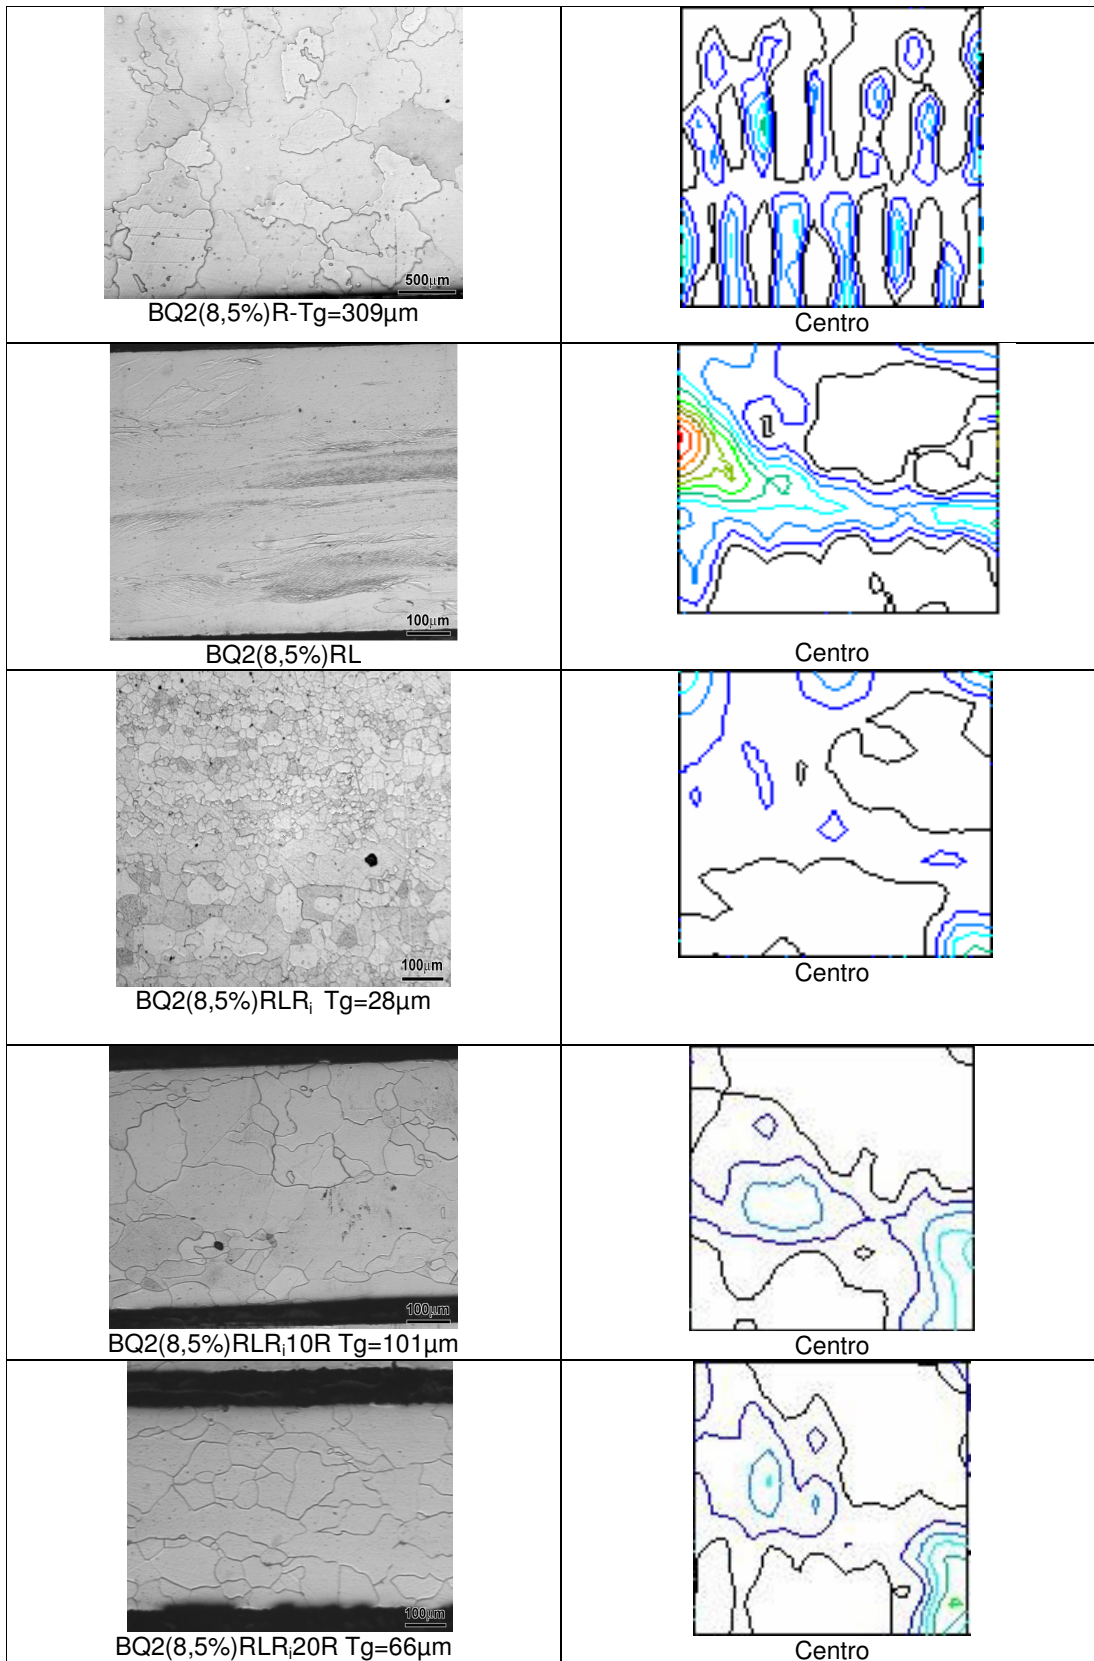 500µm
BQ2(8,5%)R-Tg=309µm
Centro
100µm
BQ2(8,5%)RL
Centro
100µm
BQ2(8,5%)RLRi Tg=28µm
Centro
100µm
BQ2(8,5%)RLRi10R Tg=101µm
Centro
100µm
BQ2(8,5%)RLRi20R Tg=66µm
Centro